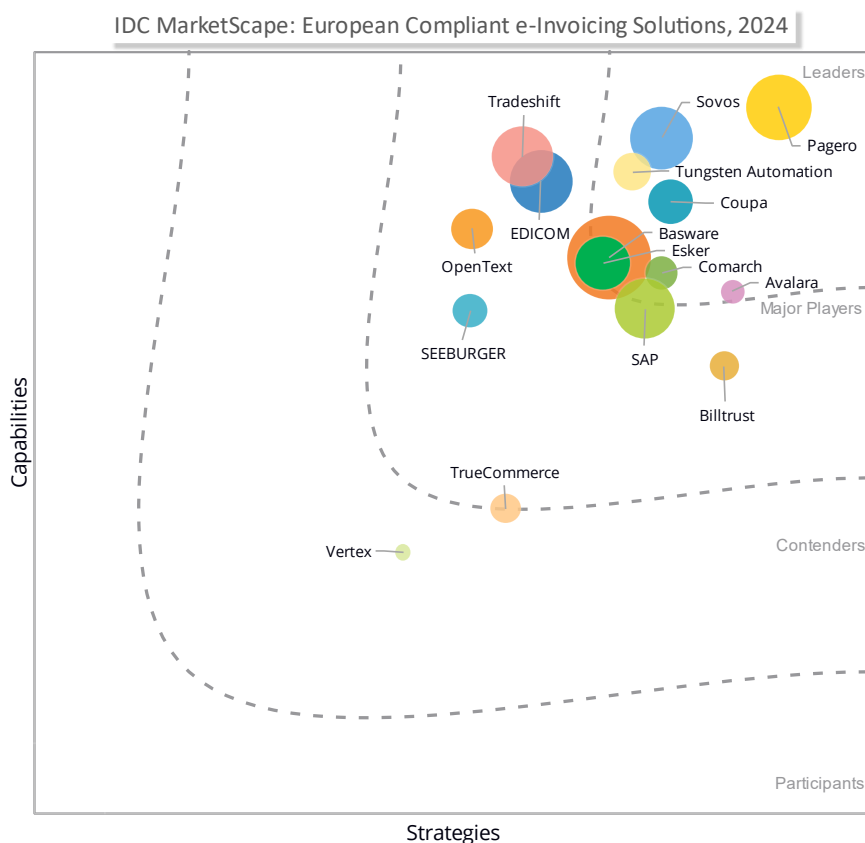 IDC MarketScape: European Compliant e-Invoicing Solutions, 2024
Leaders
Tradeshift
Sovos
Pagero
Tungsten Automation
Coupa
EDICOM
Basware
Esker
OpenText
Comarch
Avalara
Major Players
SEEBURGER
SAP
Billtrust
Capabilities
TrueCommerce
Contenders
Vertex
Participants
Strategies